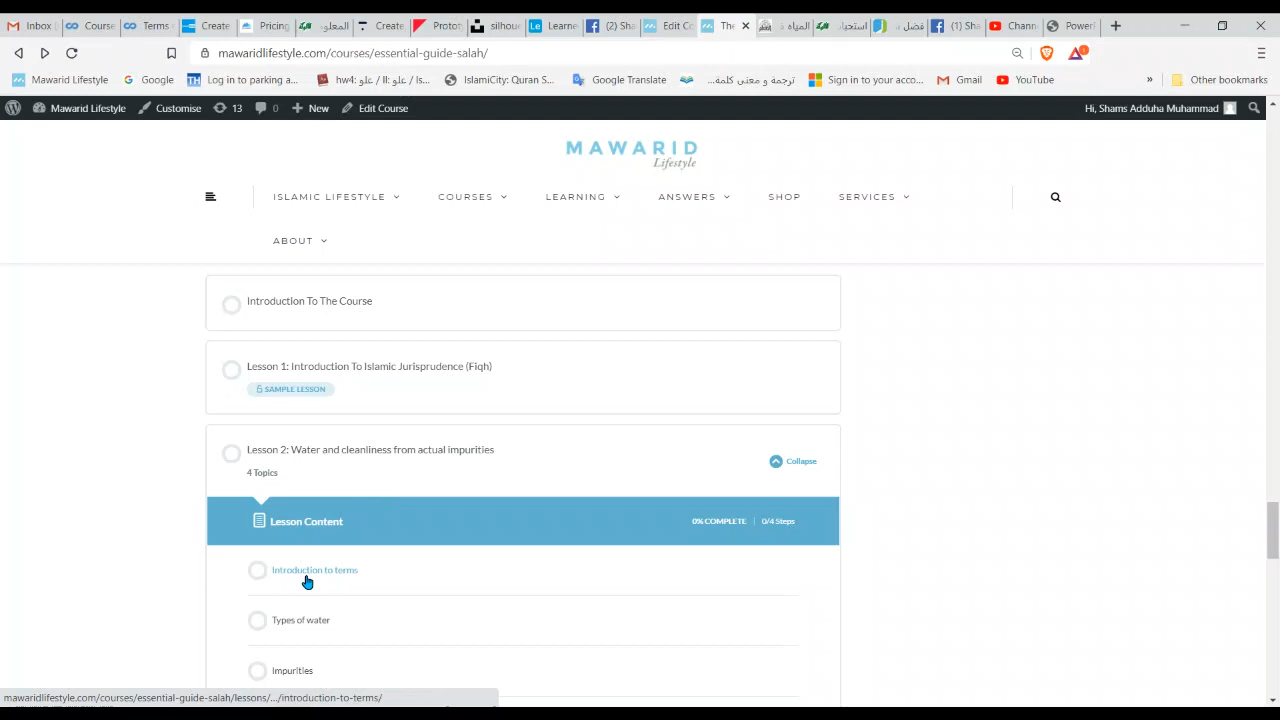 Inbox
Course
Terms
Create
Pricing
المعلو
Create
Proto
silhoue
Learne
(2) Sha
Edit Co
The
المياه
استخبار
فضل
(1) Sha
Chann
Power
mawaridlifestyle.com/courses/essential-guide-salah/
Mawarid Lifestyle
Google
Log in to parking a...
hw4: علو / ll: علو / Is...
IslamicCity: Quran S...
Google Translate
ترجمة و معنى كلمة...
Sign in to your acco...
Gmail
YouTube
»
Other bookmarks
Mawarid Lifestyle
Customise
13
0
New
Edit Course
Hi, Shams Adduha Muhammad
MAWARID
Lifestyle
ISLAMIC LIFESTYLE
COURSES
LEARNING
ANSWERS
SHOP
SERVICES
ABOUT
Introduction To The Course
Lesson 1: Introduction To Islamic Jurisprudence (Fiqh)
SAMPLE LESSON
Lesson 2: Water and cleanliness from actual impurities
4 Topics
Collapse
Lesson Content
0% COMPLETE | 0/4 Steps
Introduction to terms
Types of water
Impurities
mawaridlifestyle.com/courses/essential-guide-salah/lessons/.../introduction-to-terms/